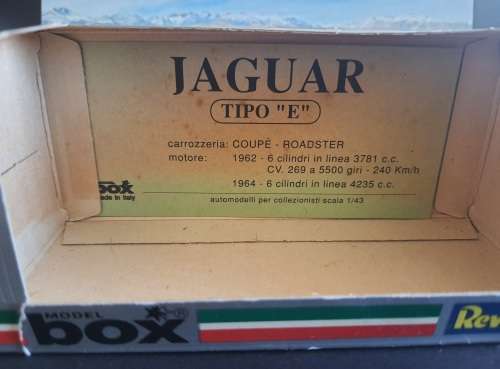 JAGUAR
TIPO "E"
carrozzeria: COUPÈ - ROADSTER
motore: 1962 - 6 cilindri in linea 3781 c.c.
CV. 269 a 5500 giri - 240 Km/h
1964 - 6 cilindri in linea 4235 c.c.
box
made in Italy
automodelli per collezionisti scala 1/43
MODEL
box ®
Rev